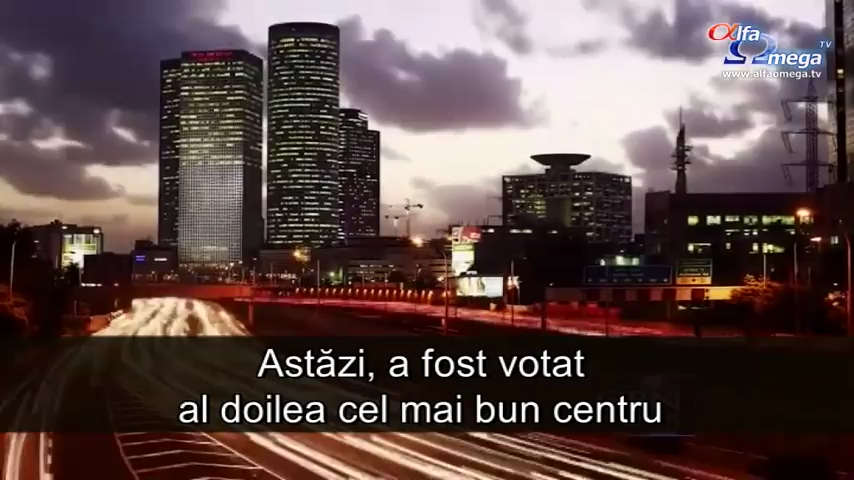 alfa
Omega TV
www.alfaomega.tv
Astăzi, a fost votat
al doilea cel mai bun centru